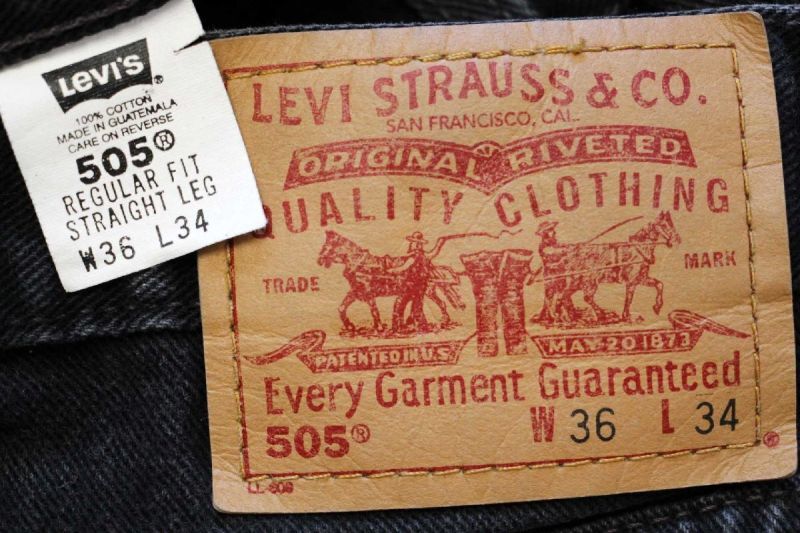 LEVI'S®
100% COTTON
MADE IN GUATEMALA
CARE ON REVERSE
505®
REGULAR FIT
STRAIGHT LEG
W36 L34
LEVI STRAUSS & CO.
SAN FRANCISCO, CAL.
ORIGINAL RIVETED
QUALITY CLOTHING
TRADE MARK
PATENTED IN U.S. MAY 20 1873
Every Garment Guaranteed
505® W 36 L 34